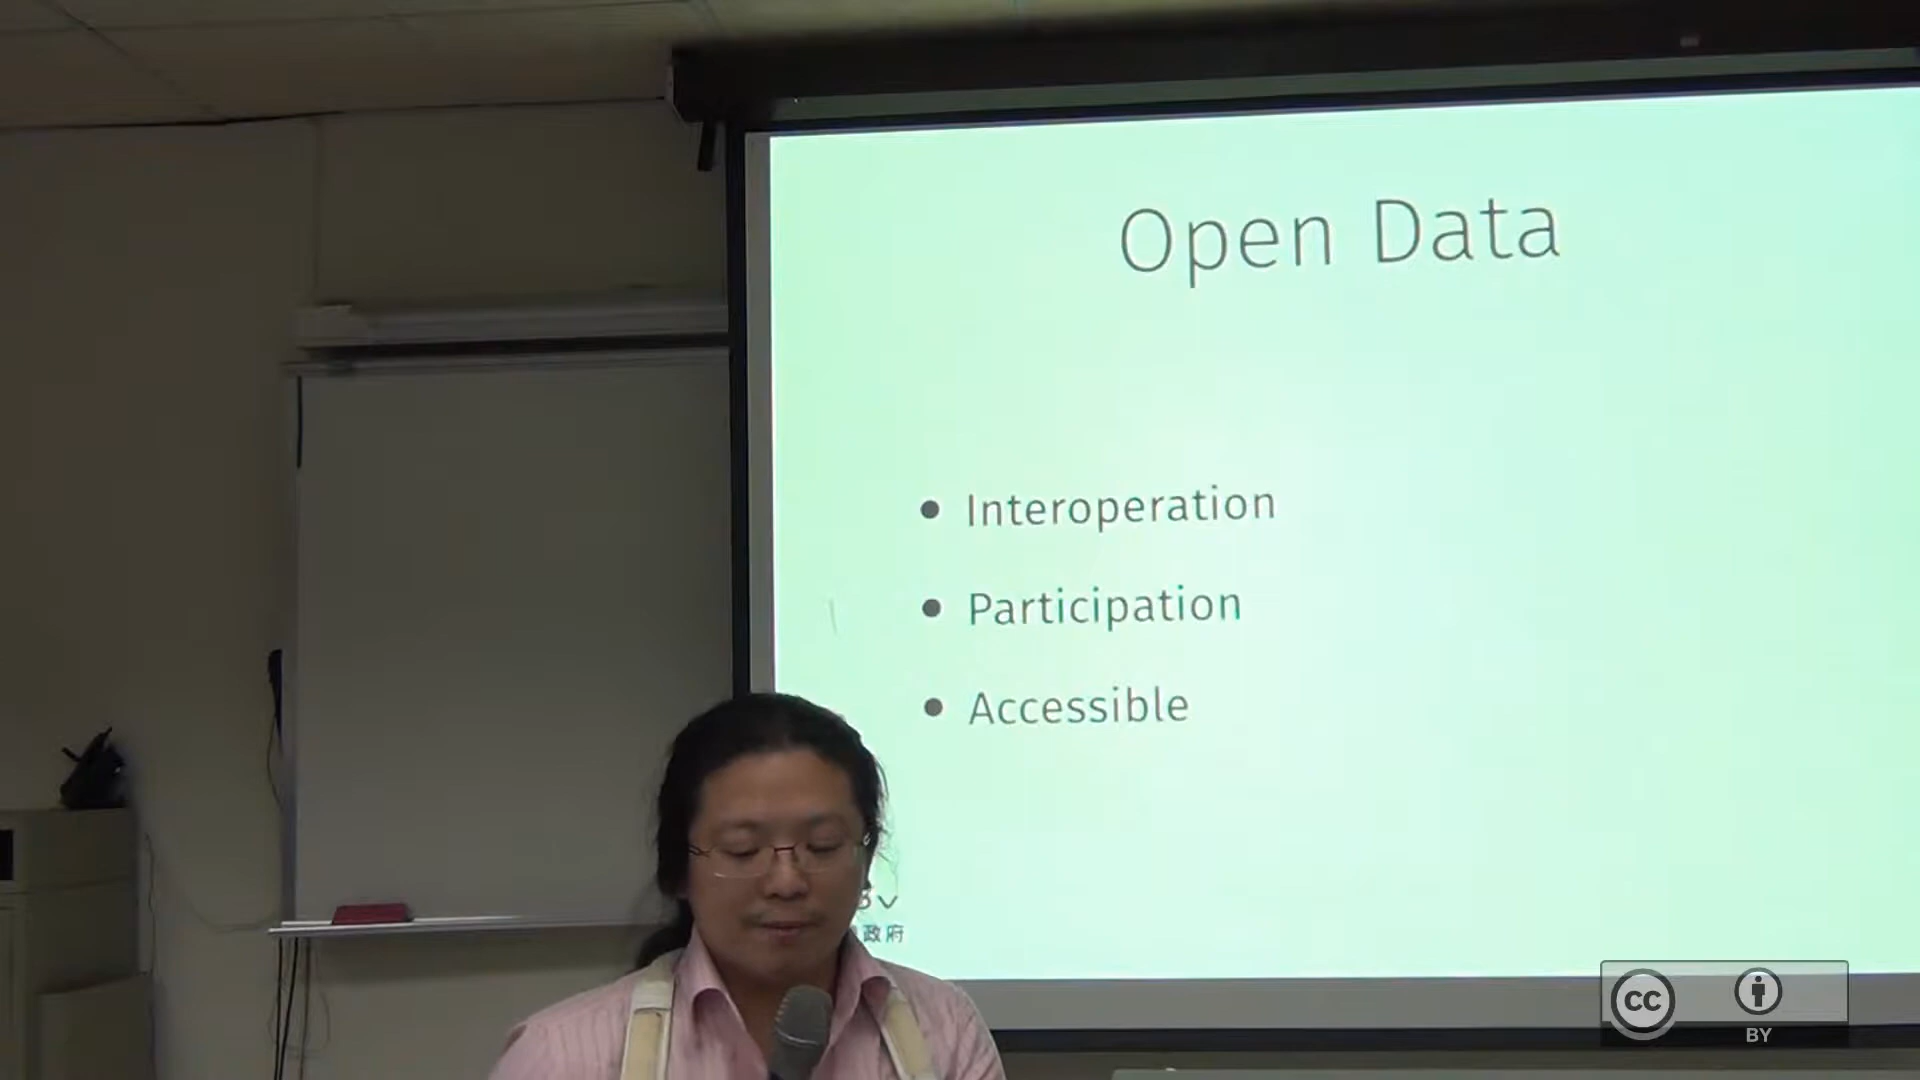 Open Data
• Interoperation
• Participation
• Accessible
政府
cc
BY